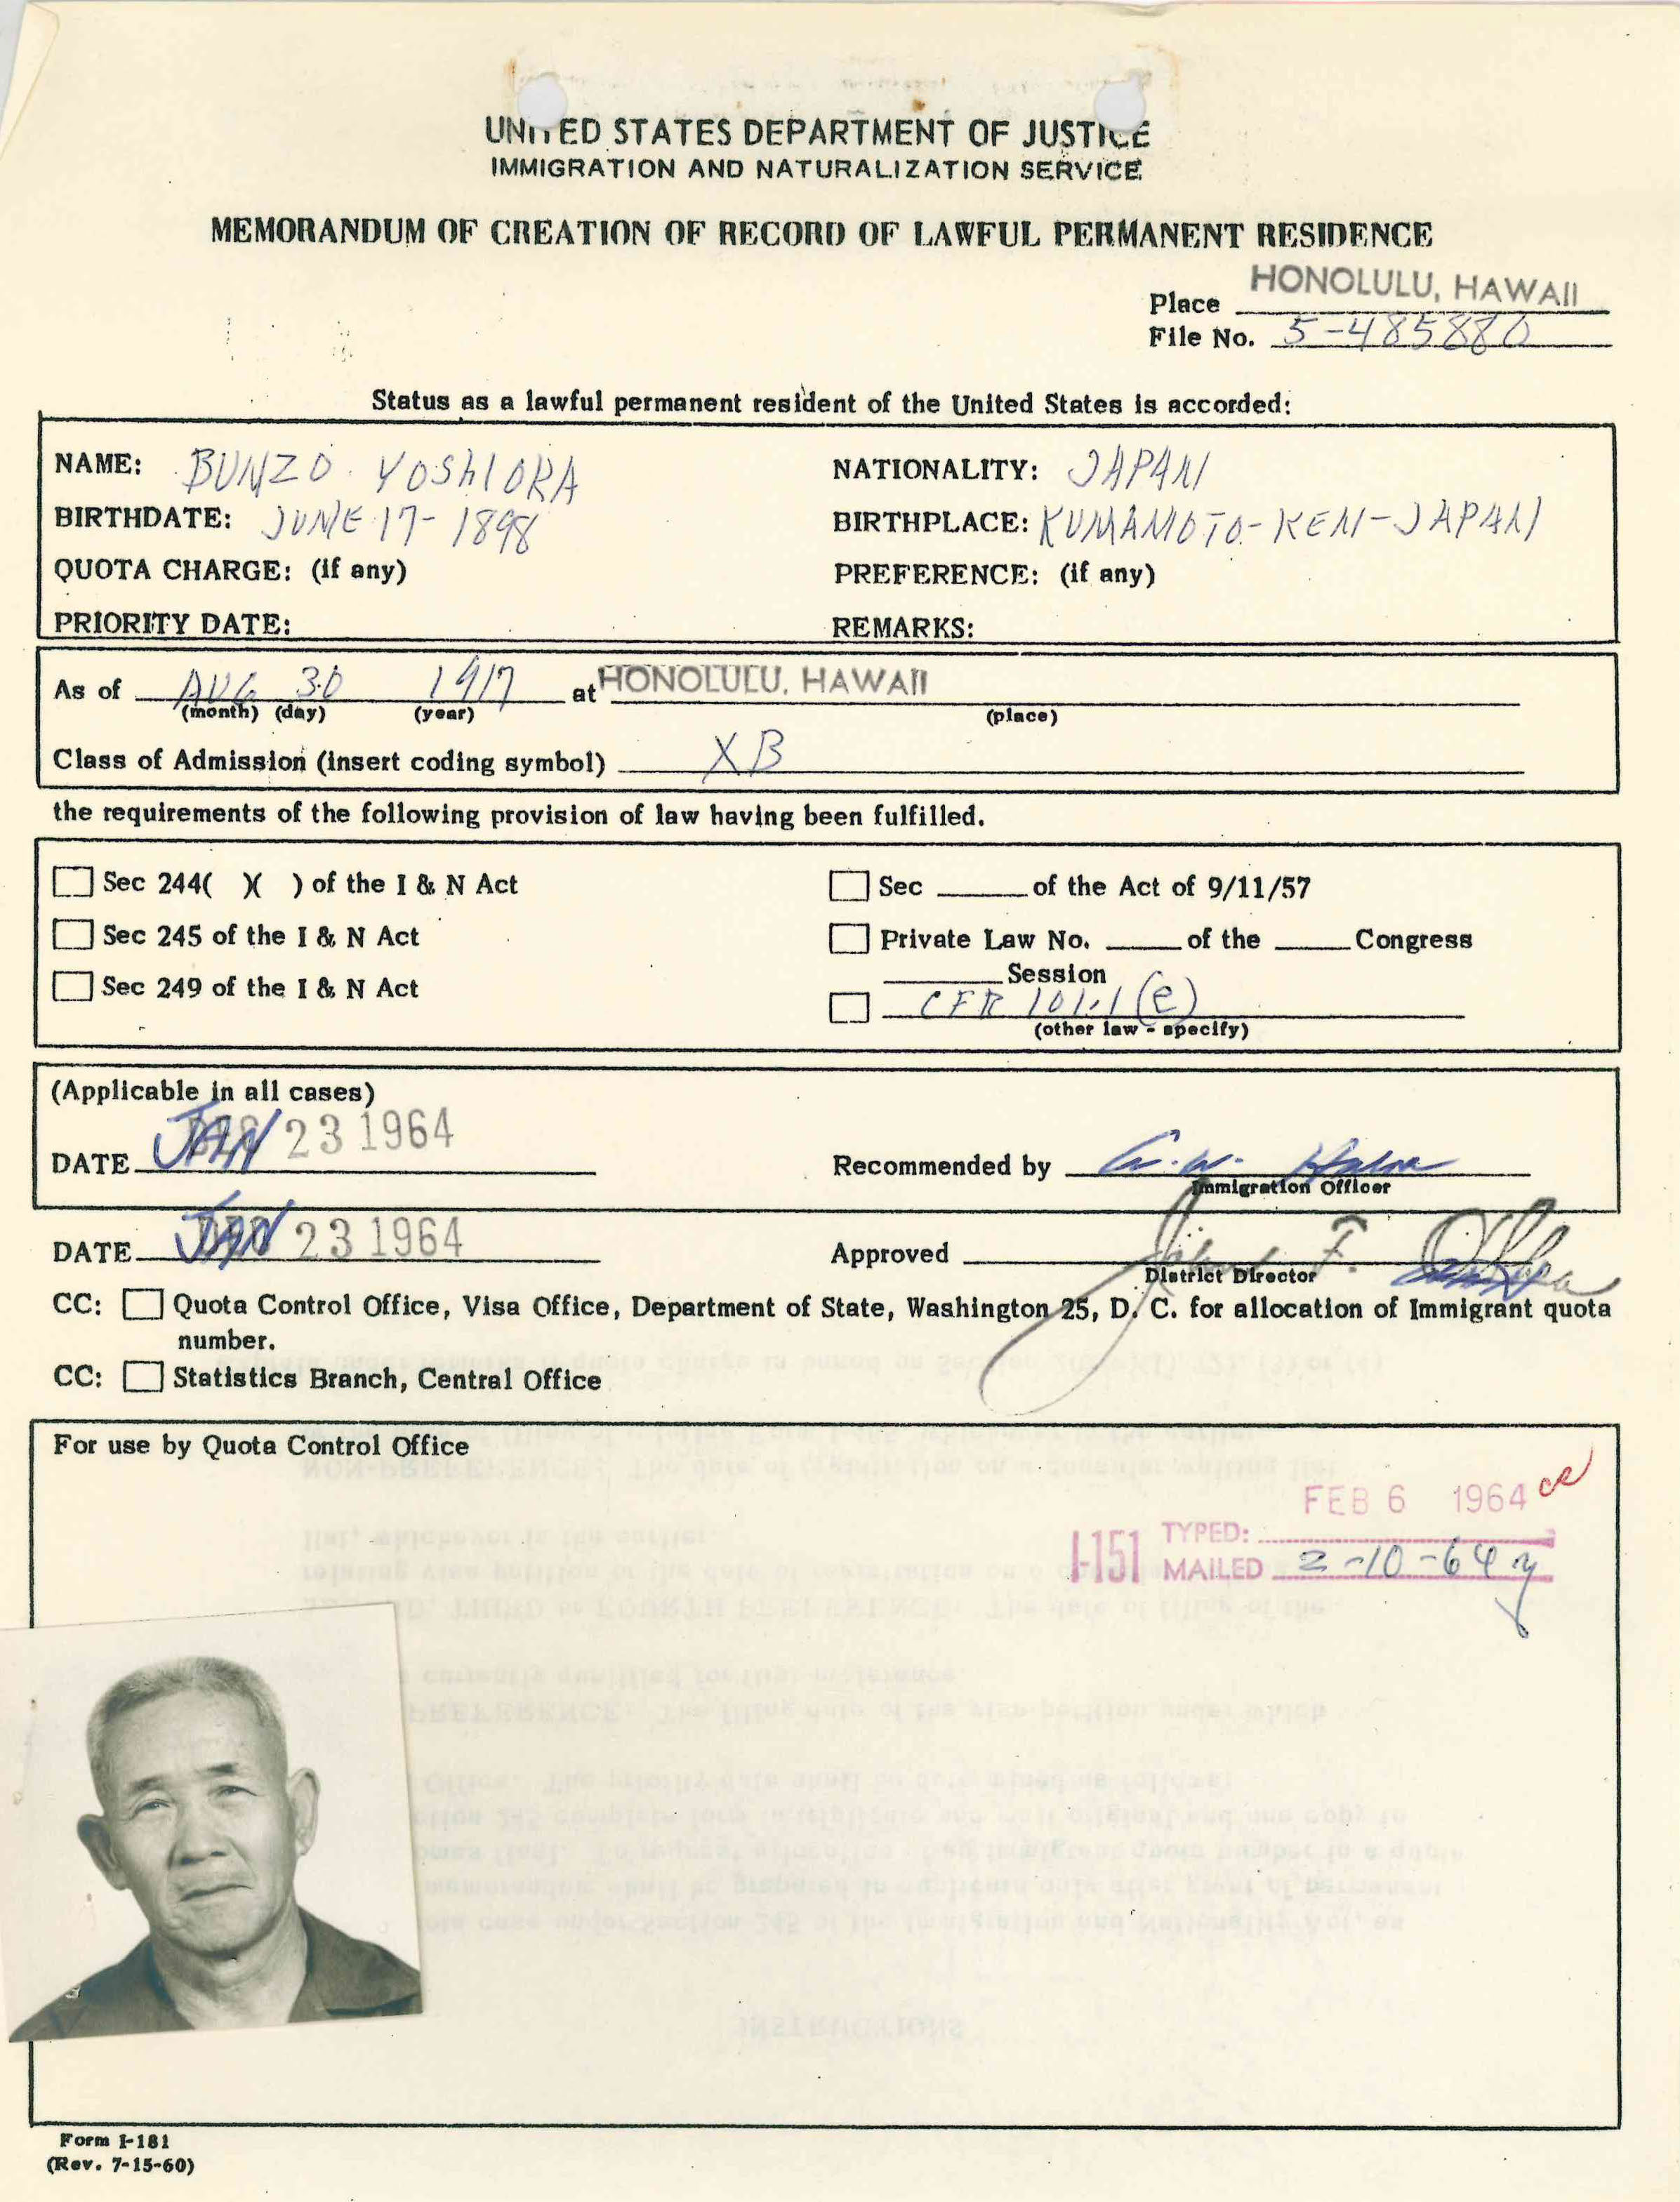 UNITED STATES DEPARTMENT OF JUSTICE
IMMIGRATION AND NATURALIZATION SERVICE
MEMORANDUM OF CREATION OF RECORD OF LAWFUL PERMANENT RESIDENCE
Place HONOLULU, HAWAII
File No. 5-485880
Status as a lawful permanent resident of the United States is accorded:
NAME: BUNZO YOSHIOKA NATIONALITY: JAPAN
BIRTHDATE: JUNE 17- 1898 BIRTHPLACE: KUMAMOTO-KEN-JAPAN
QUOTA CHARGE: (if any) PREFERENCE: (if any)
PRIORITY DATE: REMARKS:
As of AUG 30 1917 at HONOLULU, HAWAII
(month) (day) (year) (place)
Class of Admission (insert coding symbol) XB
the requirements of the following provision of law having been fulfilled.
Sec 244( )( ) of the I & N Act Sec ____ of the Act of 9/11/57
Sec 245 of the I & N Act Private Law No. ____ of the ____ Congress
____ Session
Sec 249 of the I & N Act CFR 101.1 (e)
(other law - specify)
(Applicable in all cases)
DATE JAN 23 1964 Recommended by
Immigration Officer
DATE JAN 23 1964 Approved John F. O'Shea
District Director
CC: Quota Control Office, Visa Office, Department of State, Washington 25, D. C. for allocation of Immigrant quota
number.
CC: Statistics Branch, Central Office
For use by Quota Control Office
FEB 6 1964
I-151 TYPED:
MAILED 2-10-64
Form I-181
(Rev. 7-15-60)